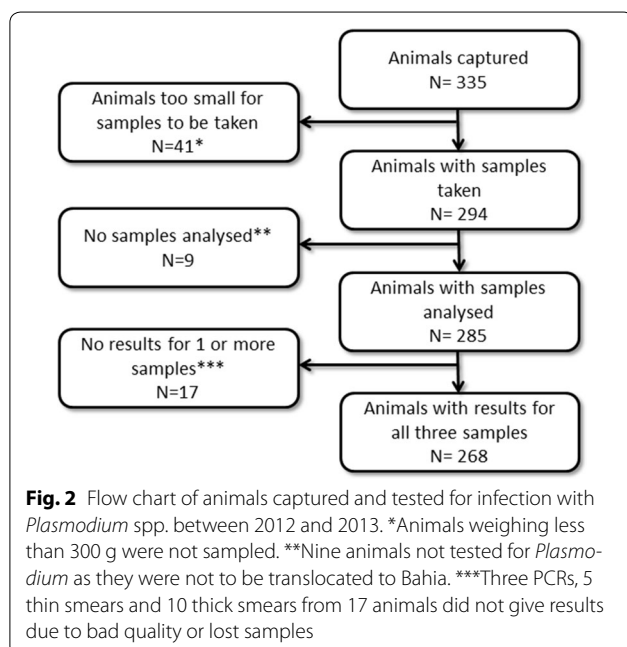 Animals captured
N= 335
Animals too small for
samples to be taken
N=41*
Animals with samples
taken
N= 294
No samples analysed**
N=9
Animals with samples
analysed
N= 285
No results for 1 or more
samples***
N=17
Animals with results for
all three samples
N= 268
Fig. 2 Flow chart of animals captured and tested for infection with
Plasmodium spp. between 2012 and 2013. *Animals weighing less
than 300 g were not sampled. **Nine animals not tested for Plasmo-
dium as they were not to be translocated to Bahia. ***Three PCRs, 5
thin smears and 10 thick smears from 17 animals did not give results
due to bad quality or lost samples